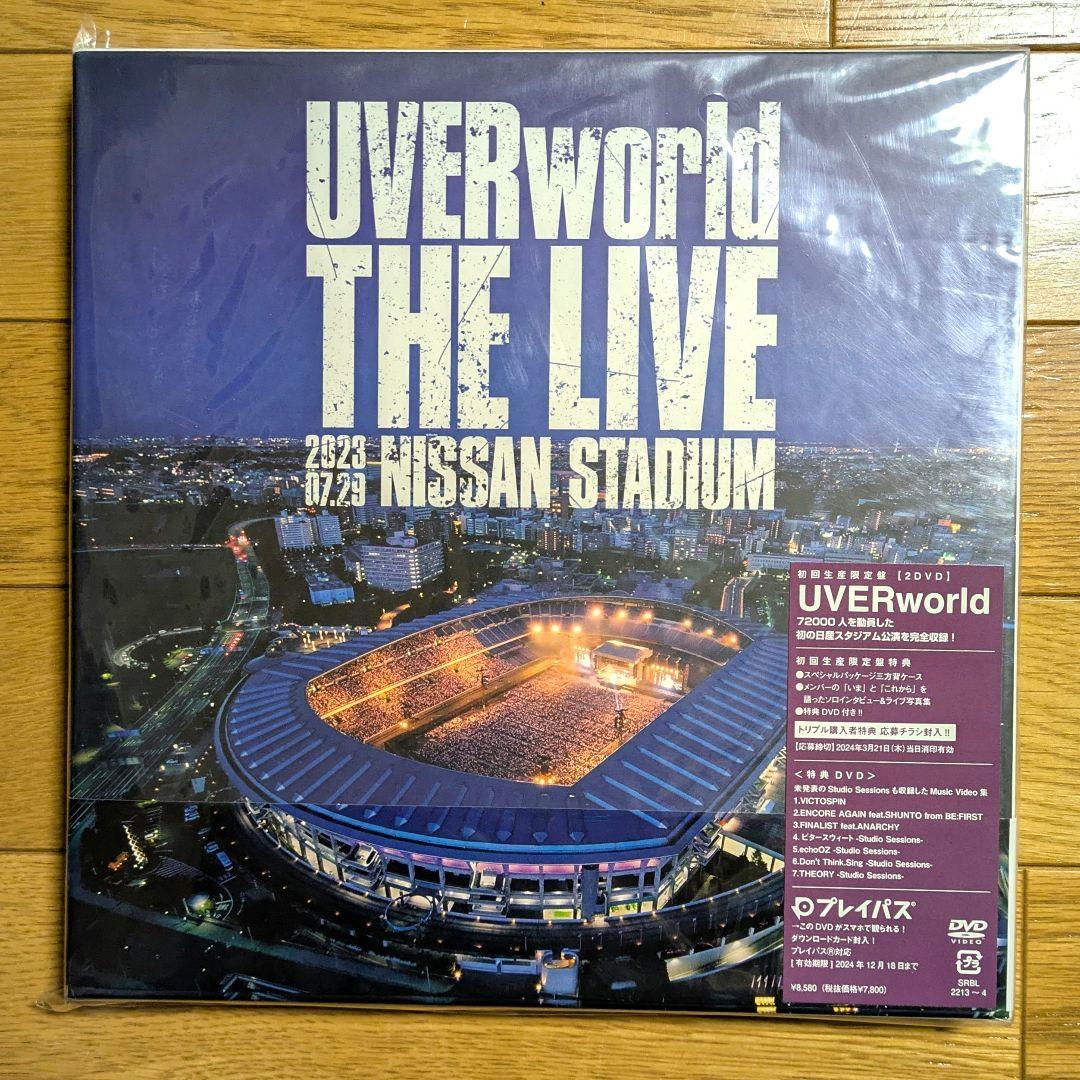 UVERworld
THE LIVE
2023
07.29
NISSAN STADIUM
初回生産限定盤 【2DVD】
UVERworld
72000人を動員した
初の日産スタジアム公演を完全収録！
初回生産限定盤特典
●スペシャルパッケージ三方背ケース
●メンバーの「いま」と「これから」を
語ったソロインタビュー&ライブ写真集
●特典DVD付き!!
トリプル購入者特典 応募チラシ封入!!
【応募締切】2024年3月21日(木)当日消印有効
＜特典 DVD＞
未発表のStudio Sessionsも収録したMusic Video集
1.VICTOSPIN
2.ENCORE AGAIN feat.SHUNTO from BE:FIRST
3.FINALIST feat.ANARCHY
4. ビタースウィート -Studio Sessions-
5.echoOZ -Studio Sessions-
6.Don't Think.Sing -Studio Sessions-
7.THEORY -Studio Sessions-
プレイパス®
→このDVDがスマホで観られる！
ダウンロードカード封入！
プレイパス®対応
[有効期限] 2024年12月18日まで
¥8,580（税抜価格¥7,800）
DVD
VIDEO
プラ
SRBL
2213～4